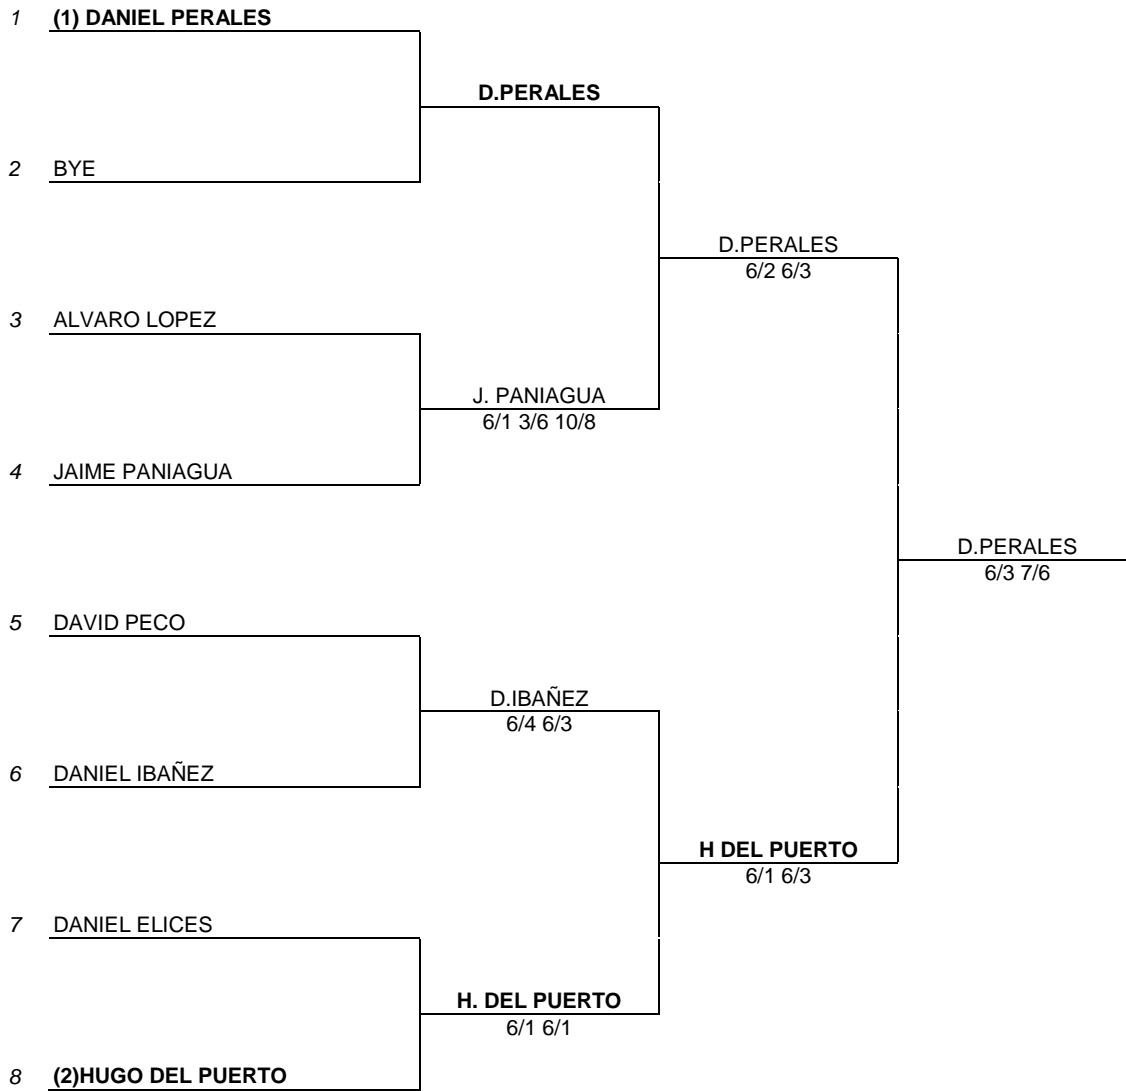 1 (1) DANIEL PERALES
D.PERALES
2 BYE
D.PERALES
6/2 6/3
3 ALVARO LOPEZ
J. PANIAGUA
6/1 3/6 10/8
4 JAIME PANIAGUA
D.PERALES
6/3 7/6
5 DAVID PECO
D.IBAÑEZ
6/4 6/3
6 DANIEL IBAÑEZ
H DEL PUERTO
6/1 6/3
7 DANIEL ELICES
H. DEL PUERTO
6/1 6/1
8 (2)HUGO DEL PUERTO